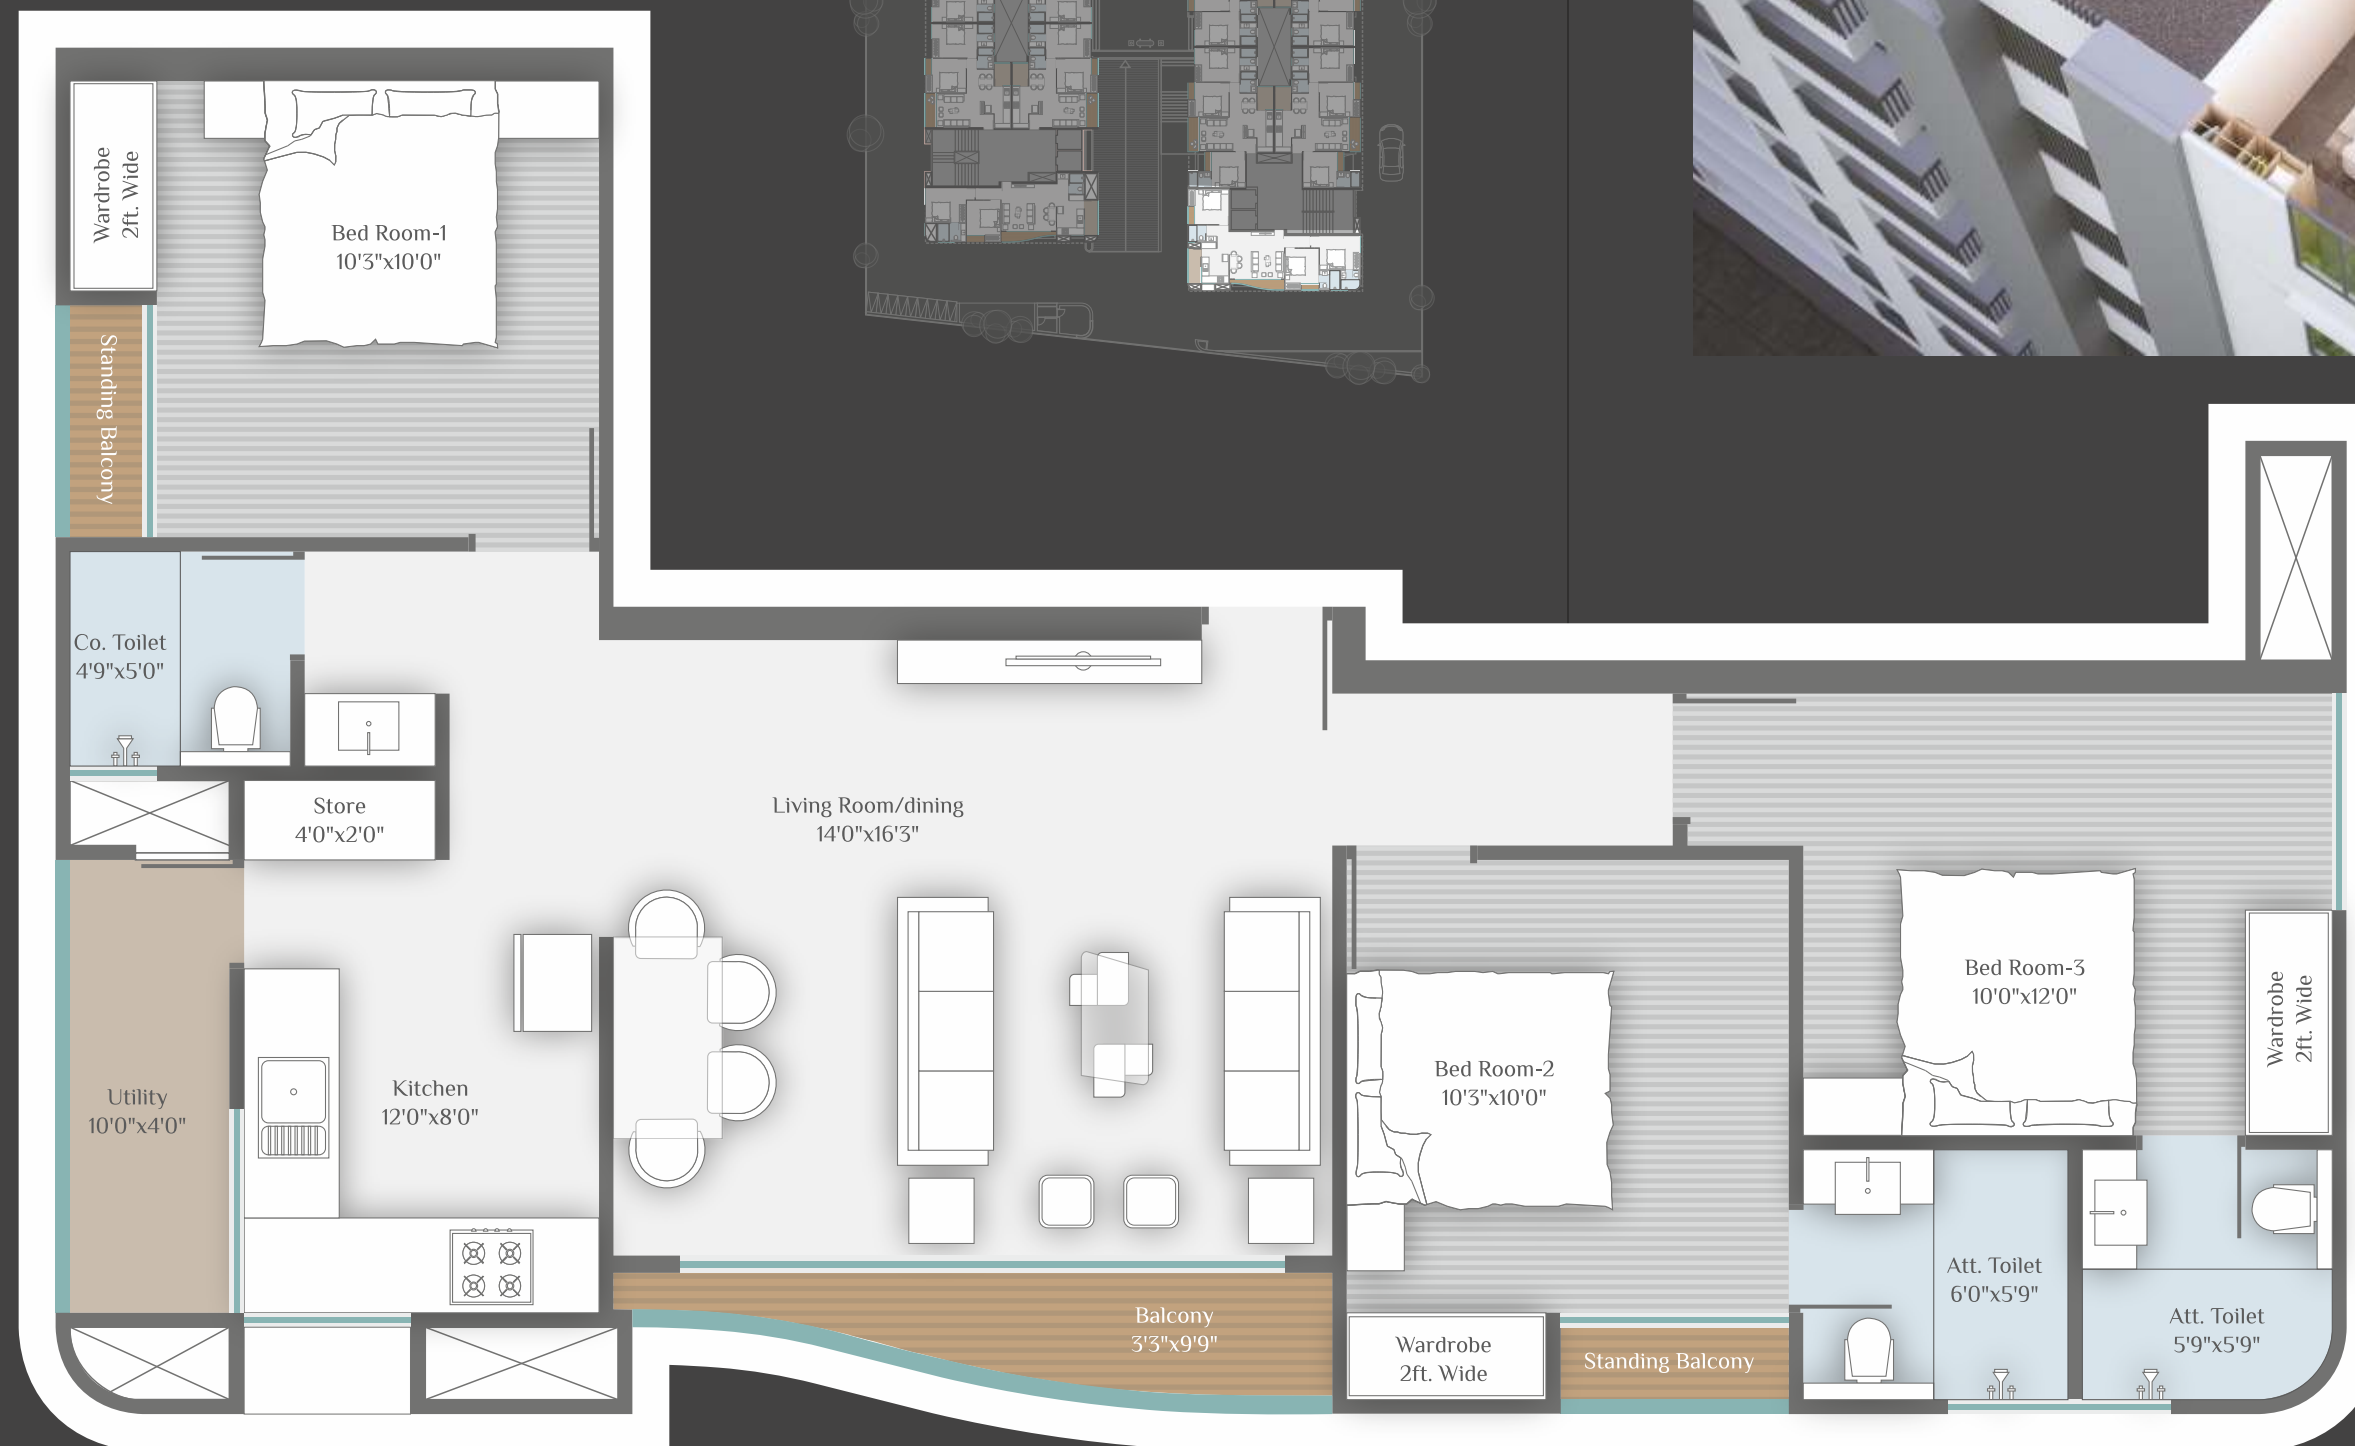 Wardrobe
2ft. Wide
Bed Room-1
10'3"x10'0"
Standing Balcony
Co. Toilet
4'9"x5'0"
Store
4'0"x2'0"
Living Room/dining
14'0"x16'3"
Utility
10'0"x4'0"
Kitchen
12'0"x8'0"
Bed Room-2
10'3"x10'0"
Bed Room-3
10'0"x12'0"
Wardrobe
2ft. Wide
Balcony
3'3"x9'9"
Wardrobe
2ft. Wide
Standing Balcony
Att. Toilet
6'0"x5'9"
Att. Toilet
5'9"x5'9"